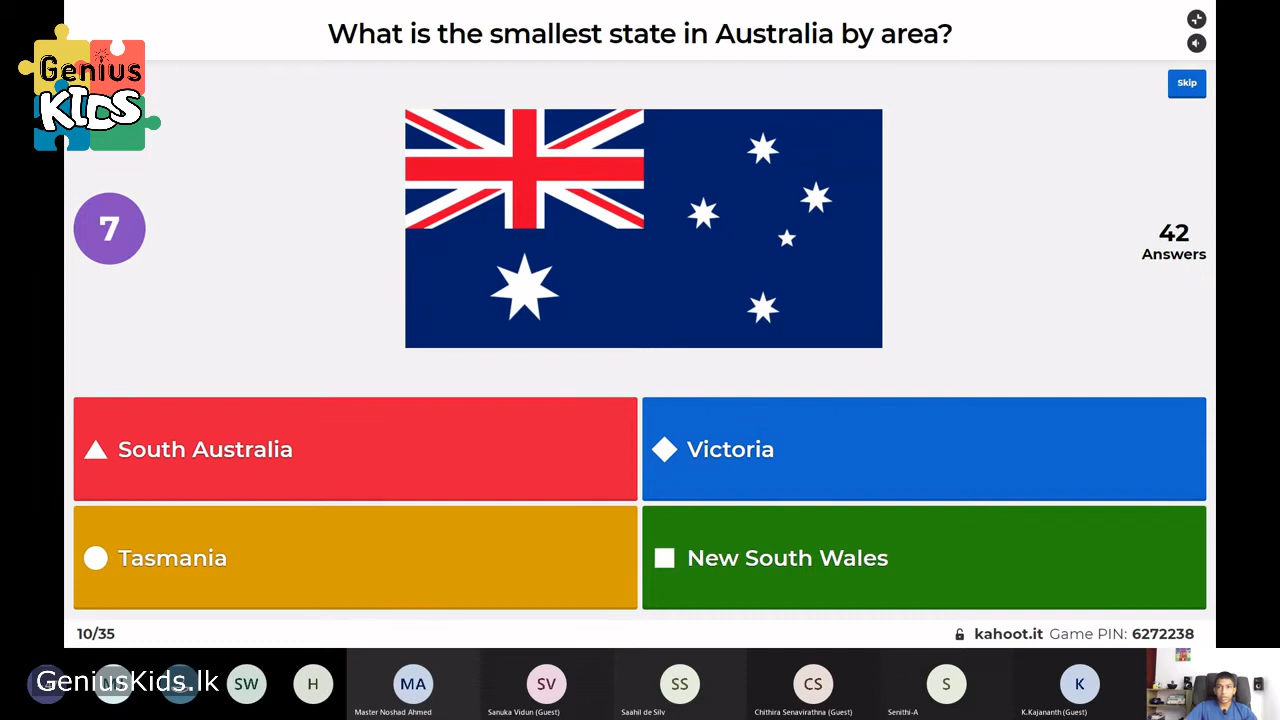 What is the smallest state in Australia by area?
Genius
KIDS
Skip
7
42
Answers
South Australia
Victoria
Tasmania
New South Wales
10/35
kahoot.it Game PIN: 6272238
GeniusKids.lk
SW
H
MA
SV
SS
CS
S
K
Master Noshad Ahmed
Sanuka Vidun (Guest)
Saahil de Silv
Chithira Senavirathna (Guest)
Senithi-A
K.Kajananth (Guest)